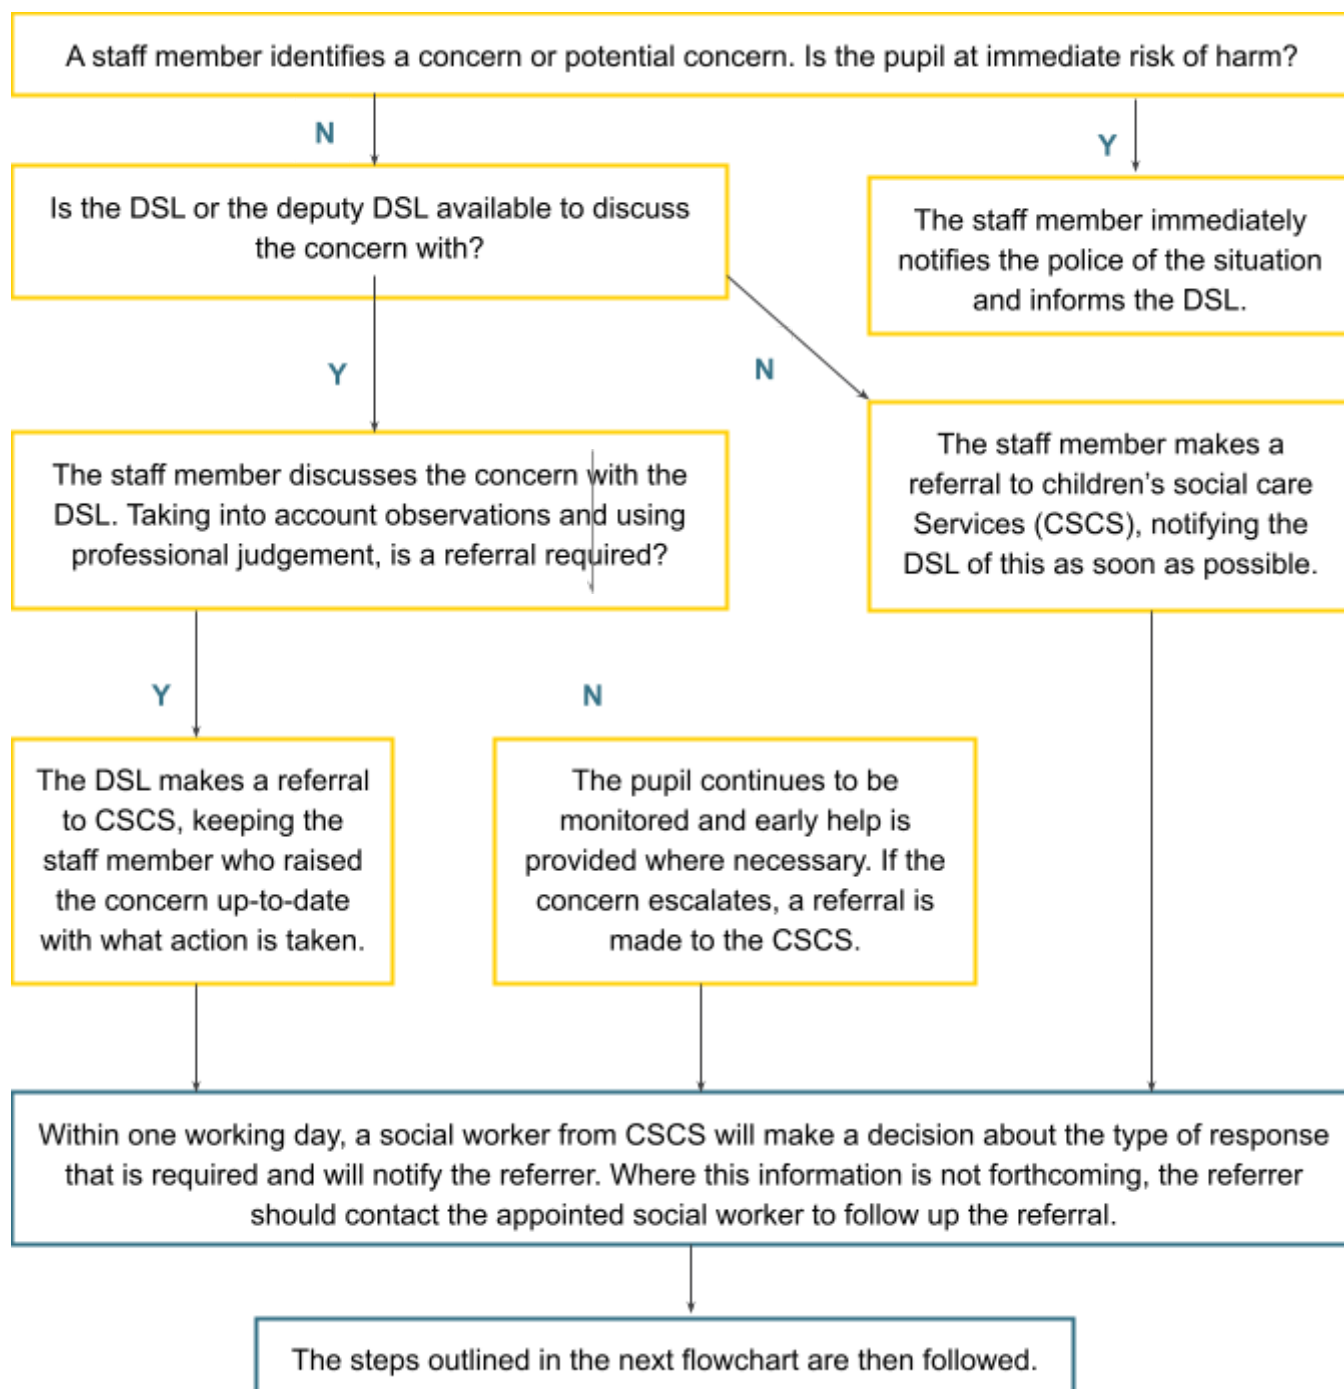 A staff member identifies a concern or potential concern. Is the pupil at immediate risk of harm?
N
Y
Is the DSL or the deputy DSL available to discuss
the concern with?
The staff member immediately
notifies the police of the situation
and informs the DSL.
Y
N
The staff member discusses the concern with the
DSL. Taking into account observations and using
professional judgement, is a referral required?
The staff member makes a
referral to children’s social care
Services (CSCS), notifying the
DSL of this as soon as possible.
Y
N
The DSL makes a referral
to CSCS, keeping the
staff member who raised
the concern up-to-date
with what action is taken.
The pupil continues to be
monitored and early help is
provided where necessary. If the
concern escalates, a referral is
made to the CSCS.
Within one working day, a social worker from CSCS will make a decision about the type of response
that is required and will notify the referrer. Where this information is not forthcoming, the referrer
should contact the appointed social worker to follow up the referral.
The steps outlined in the next flowchart are then followed.